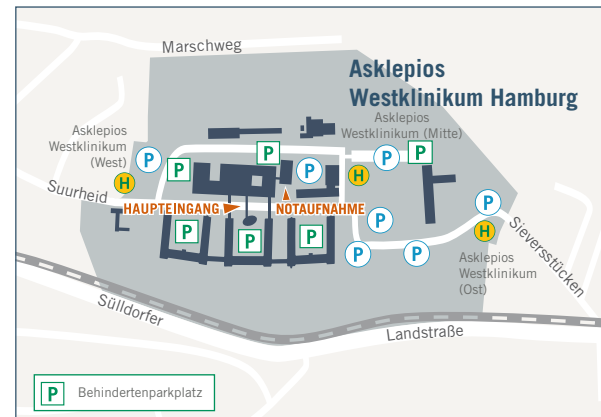 Marschweg
Asklepios
Westklinikum Hamburg
Asklepios
Westklinikum (Mitte)
Asklepios
Westklinikum
(West)
P
P
P
P
P
P
H
H
Suurheid
HAUPTEINGANG
NOTAUFNAHME
P
P
P
P
P
H
P
P
Sieversstücken
Asklepios
Westklinikum
(Ost)
Sülldorfer
Landstraße
P Behindertenparkplatz